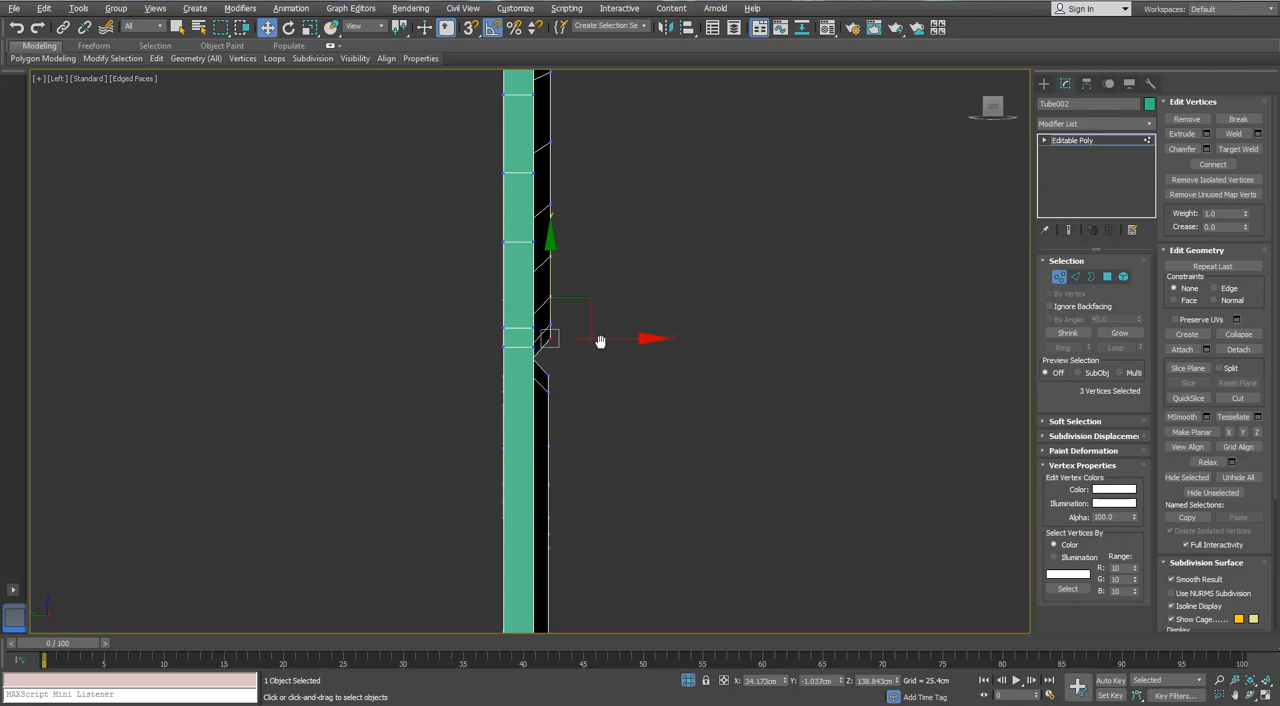 File Edit Tools Group Views Create Modifiers Animation Graph Editors Rendering Civil View Customize Scripting Interactive Content Arnold Help Sign In Workspaces: Default
All View Create Selection Se
Modeling Freeform Selection Object Paint Populate
Polygon Modeling Modify Selection Edit Geometry (All) Vertices Loops Subdivision Visibility Align Properties
[+] [Left] [Standard] [Edged Faces]
LEFT
Tube002
Modifier List
Editable Poly
Selection
By Vertex
Ignore Backfacing
By Angle: 45.0
Shrink Grow
Ring Loop
Preview Selection
Off SubObj Multi
3 Vertices Selected
Soft Selection
Subdivision Displaceme
Paint Deformation
Vertex Properties
Edit Vertex Colors
Color:
Illumination:
Alpha: 100.0
Select Vertices By
Color
Illumination
Range:
R: 10
G: 10
B: 10
Select
Edit Vertices
Remove Break
Extrude Weld
Chamfer Target Weld
Connect
Remove Isolated Vertices
Remove Unused Map Verts
Weight: 1.0
Crease: 0.0
Edit Geometry
Repeat Last
Constraints
None Edge
Face Normal
Preserve UVs
Create Collapse
Attach Detach
Slice Plane Split
Slice Reset Plane
QuickSlice Cut
MSmooth Tessellate
Make Planar X Y Z
View Align Grid Align
Relax
Hide Selected Unhide All
Hide Unselected
Named Selections:
Copy Paste
Delete Isolated Vertices
Full Interactivity
Subdivision Surface
Smooth Result
Use NURMS Subdivision
Isoline Display
Show Cage......
Display
< 0 / 100 >
0 5 10 15 20 25 30 35 40 45 50 55 60 65 70 75 80 85 90 95 100
MAXScript Mini Listener
1 Object Selected
Click or click-and-drag to select objects
X: 34.173cm Y: -1.037cm Z: 138.843cm Grid = 25.4cm
Add Time Tag
0
Auto Key Selected
Set Key Key Filters...